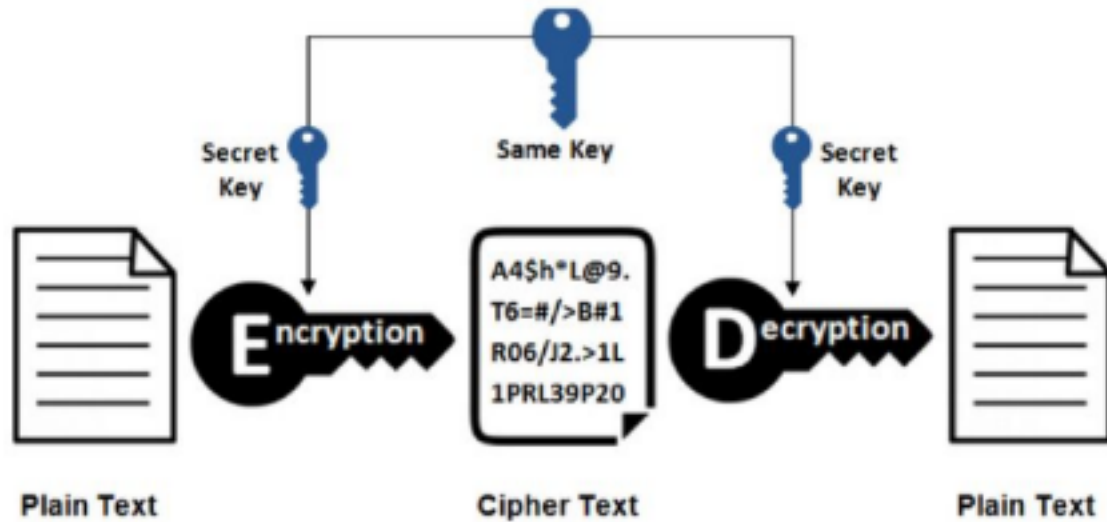 Same Key
Secret
Key
Secret
Key
Encryption
A4$h*L@9.
T6=#/>B#1
R06/J2.>1L
1PRL39P20
Decryption
Plain Text
Cipher Text
Plain Text